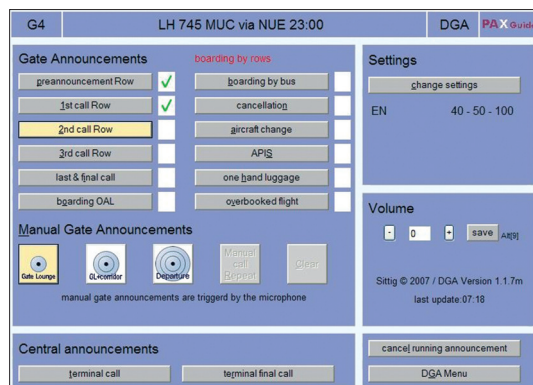 G4
LH 745 MUC via NUE 23:00
DGA
PAXGuide
Gate Announcements
boarding by rows
preannouncement Row
boarding by bus
1st call Row
cancellation
2nd call Row
aircraft change
3rd call Row
APIS
last & final call
one hand luggage
boarding OAL
overbooked flight
Manual Gate Announcements
Gate Lounge
GL+corridor
Departure
Manual
call
Repeat
Clear
manual gate announcements are triggerd by the microphone
Central announcements
terminal call
terminal final call
Settings
change settings
EN
40 - 50 - 100
Volume
-
0
+
save
Alt[9]
Sittig © 2007 / DGA Version 1.1.7m
last update:07:18
cancel running announcement
DGA Menu